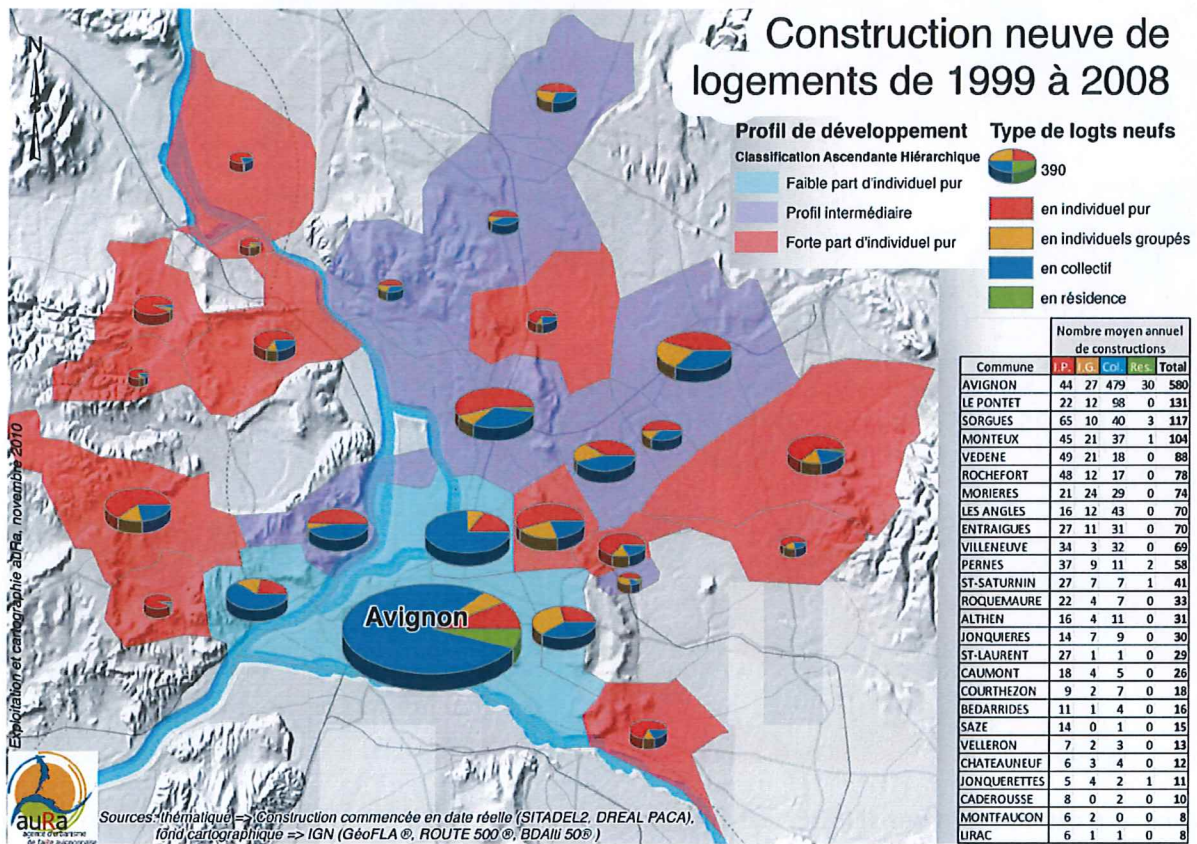 Construction neuve de
logements de 1999 à 2008
N
Profil de développement
Classification Ascendante Hiérarchique
Faible part d'individuel pur
Profil intermédiaire
Forte part d'individuel pur
Type de logts neufs
390
en individuel pur
en individuels groupés
en collectif
en résidence
Avignon
Nombre moyen annuel
de constructions
Commune I.P. I.G. Col. Res. Total
AVIGNON 44 27 479 30 580
LE PONTET 22 12 98 0 131
SORGUES 65 10 40 3 117
MONTEUX 45 21 37 1 104
VEDENE 49 21 18 0 88
ROCHEFORT 48 12 17 0 78
MORIERES 21 24 29 0 74
LES ANGLES 16 12 43 0 70
ENTRAIGUES 27 11 31 0 70
VILLENEUVE 34 3 32 0 69
PERNES 37 9 11 2 58
ST-SATURNIN 27 7 7 1 41
ROQUEMAURE 22 4 7 0 33
ALTHEN 16 4 11 0 31
JONQUIERES 14 7 9 0 30
ST-LAURENT 27 1 1 0 29
CAUMONT 18 4 5 0 26
COURTHEZON 9 2 7 0 18
BEDARRIDES 11 1 4 0 16
SAZE 14 0 1 0 15
VELLERON 7 2 3 0 13
CHATEAUNEUF 6 3 4 0 12
JONQUERETTES 5 4 2 1 11
CADEROUSSE 8 0 2 0 10
MONTFAUCON 6 2 0 0 8
LIRAC 6 1 1 0 8
Exploitation et cartographie auRa, novembre 2010
auRa
agence d'urbanisme
de l'aire avignonnaise
Sources: thématique => Construction commencée en date réelle (SITADEL2, DREAL PACA),
fond cartographique => IGN (GéoFLA ®, ROUTE 500 ®, BDAlti 50® )